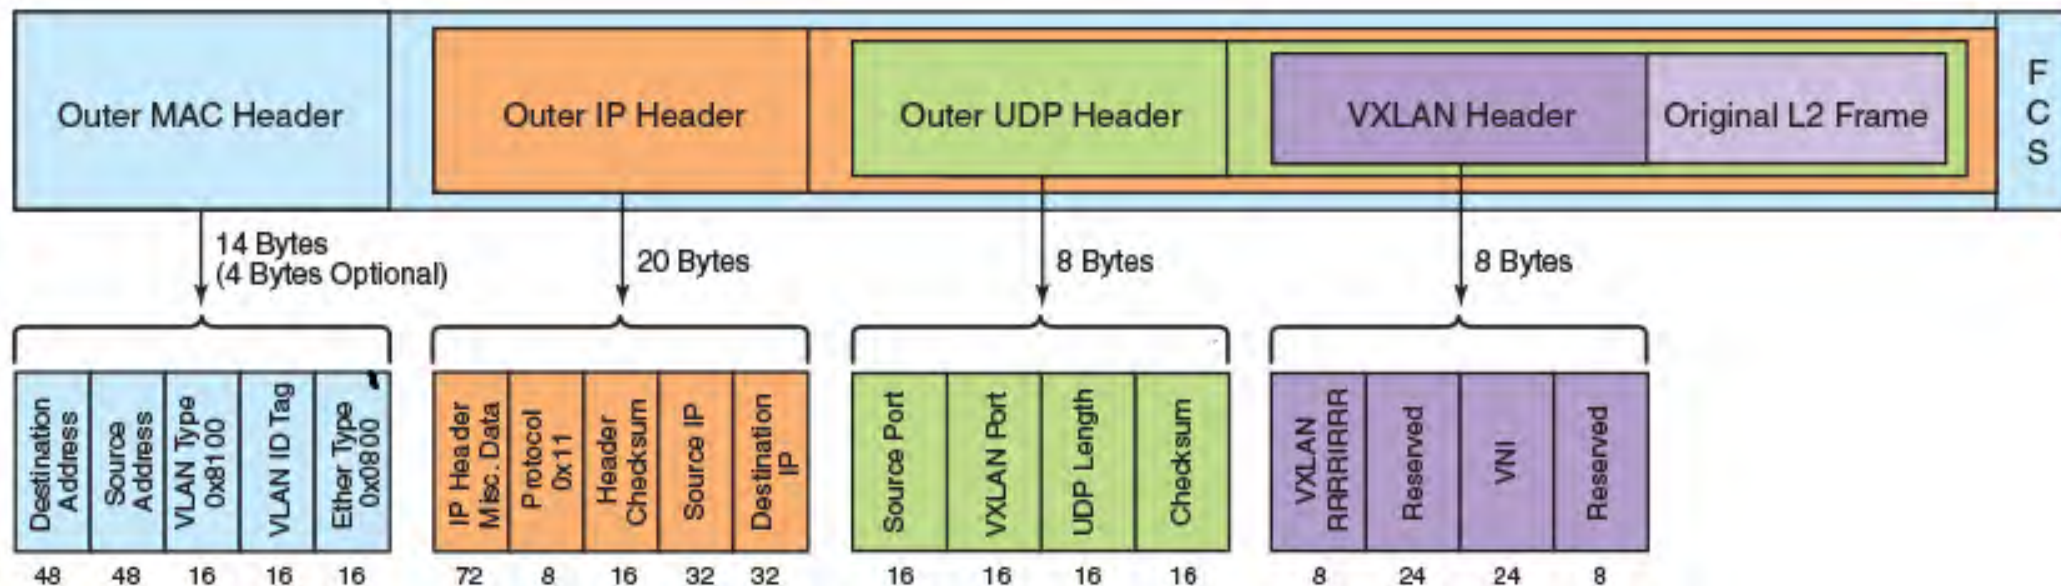 Outer MAC Header
Outer IP Header
Outer UDP Header
VXLAN Header
Original L2 Frame
F
C
S
14 Bytes
(4 Bytes Optional)
20 Bytes
8 Bytes
8 Bytes
Destination
Address
Source
Address
VLAN Type
0x8100
VLAN ID Tag
Ether Type
0x0800
IP Header
Misc. Data
Protocol
0x11
Header
Checksum
Source IP
Destination
IP
Source Port
VXLAN Port
UDP Length
Checksum
VXLAN
RRRRIRRR
Reserved
VNI
Reserved
48
48
16
16
16
72
8
16
32
32
16
16
16
16
8
24
24
8